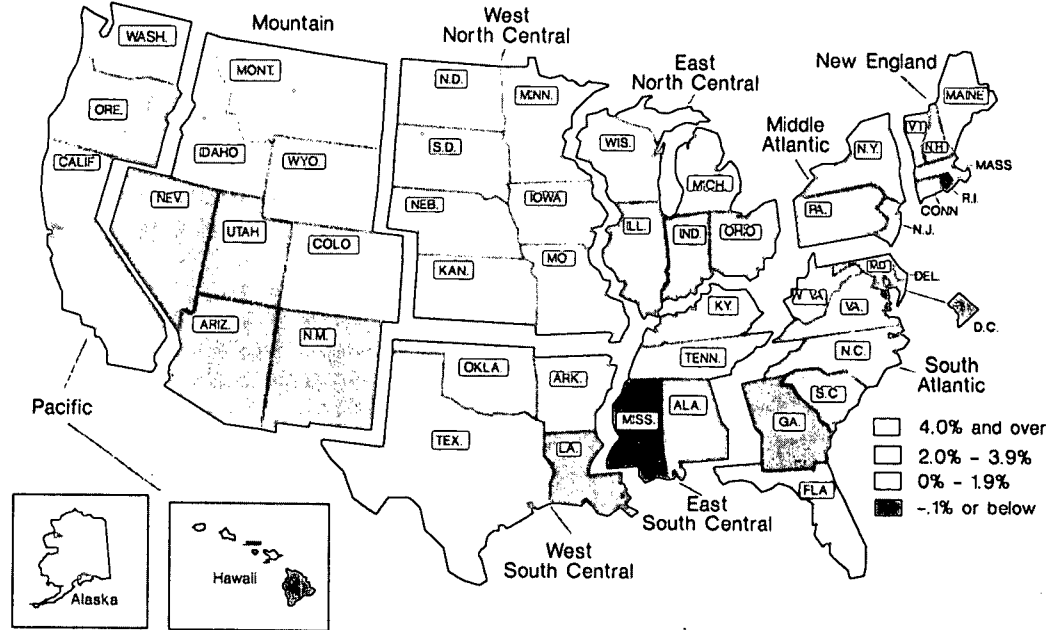 West
North Central
Mountain
East
North Central
New England
Middle
Atlantic
WASH.
MONT.
N.D.
MINN.
ORE.
IDAHO
WYO.
S.D.
WIS.
MICH.
N.Y.
VT
N.H.
MAINE
MASS
R.I.
CONN
N.J.
CALIF
NEV.
UTAH
COLO
NEB.
IOWA
ILL.
IND.
OHIO
PA.
KAN.
MO
KY.
W VA
VA.
MD
DEL.
D.C.
ARIZ.
N.M.
OKLA.
ARK.
TENN.
N.C.
S.C
South
Atlantic
TEX.
LA.
MISS.
ALA.
GA.
FLA
Pacific
4.0% and over
2.0% - 3.9%
0% - 1.9%
-.1% or below
East
South Central
West
South Central
Alaska
Hawaii